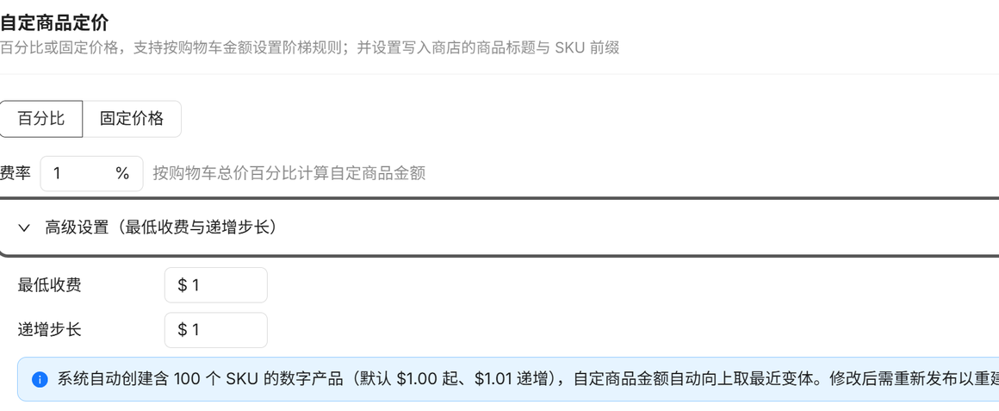 自定商品定价
百分比或固定价格，支持按购物车金额设置阶梯规则；并设置写入商店的商品标题与 SKU 前缀
百分比 固定价格
费率 1 % 按购物车总价百分比计算自定商品金额
高级设置（最低收费与递增步长）
最低收费 $ 1
递增步长 $ 1
系统自动创建含 100 个 SKU 的数字产品（默认 $1.00 起、$1.01 递增），自定商品金额自动向上取最近变体。修改后需重新发布以重建